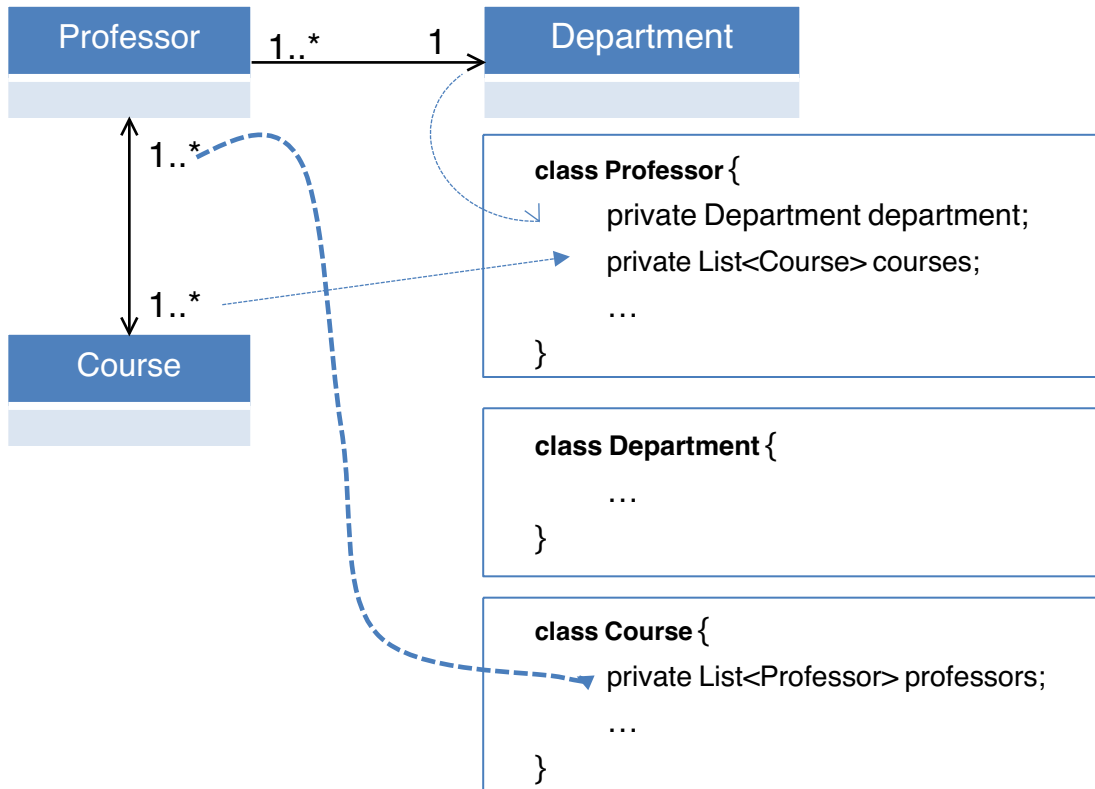 Professor
1..*
1
Department
1..*
1..*
Course
class Professor {
private Department department;
private List<Course> courses;
…
}
class Department {
…
}
class Course {
private List<Professor> professors;
…
}